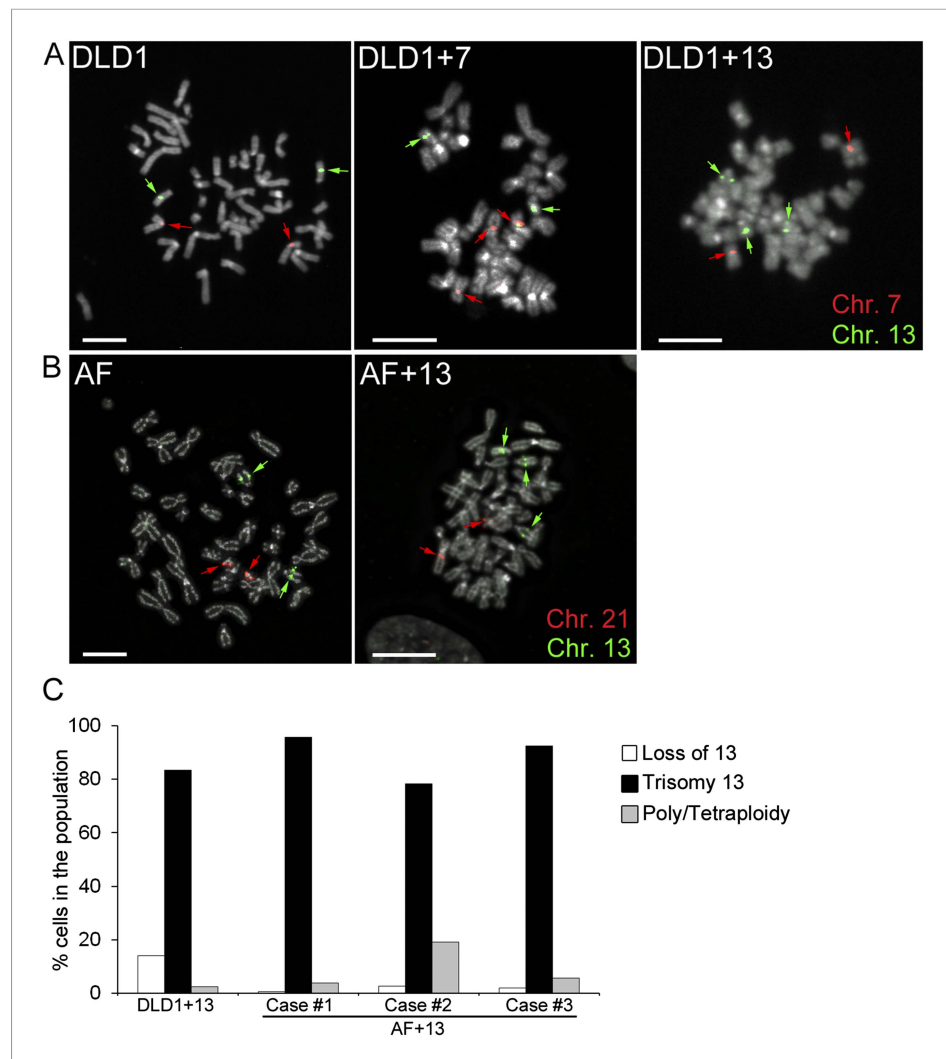 A
DLD1
DLD1+7
DLD1+13
Chr. 7
Chr. 13
B
AF
AF+13
Chr. 21
Chr. 13
C
% cells in the population
100
80
60
40
20
0
Loss of 13
Trisomy 13
Poly/Tetraploidy
DLD1+13
Case #1
Case #2
Case #3
AF+13